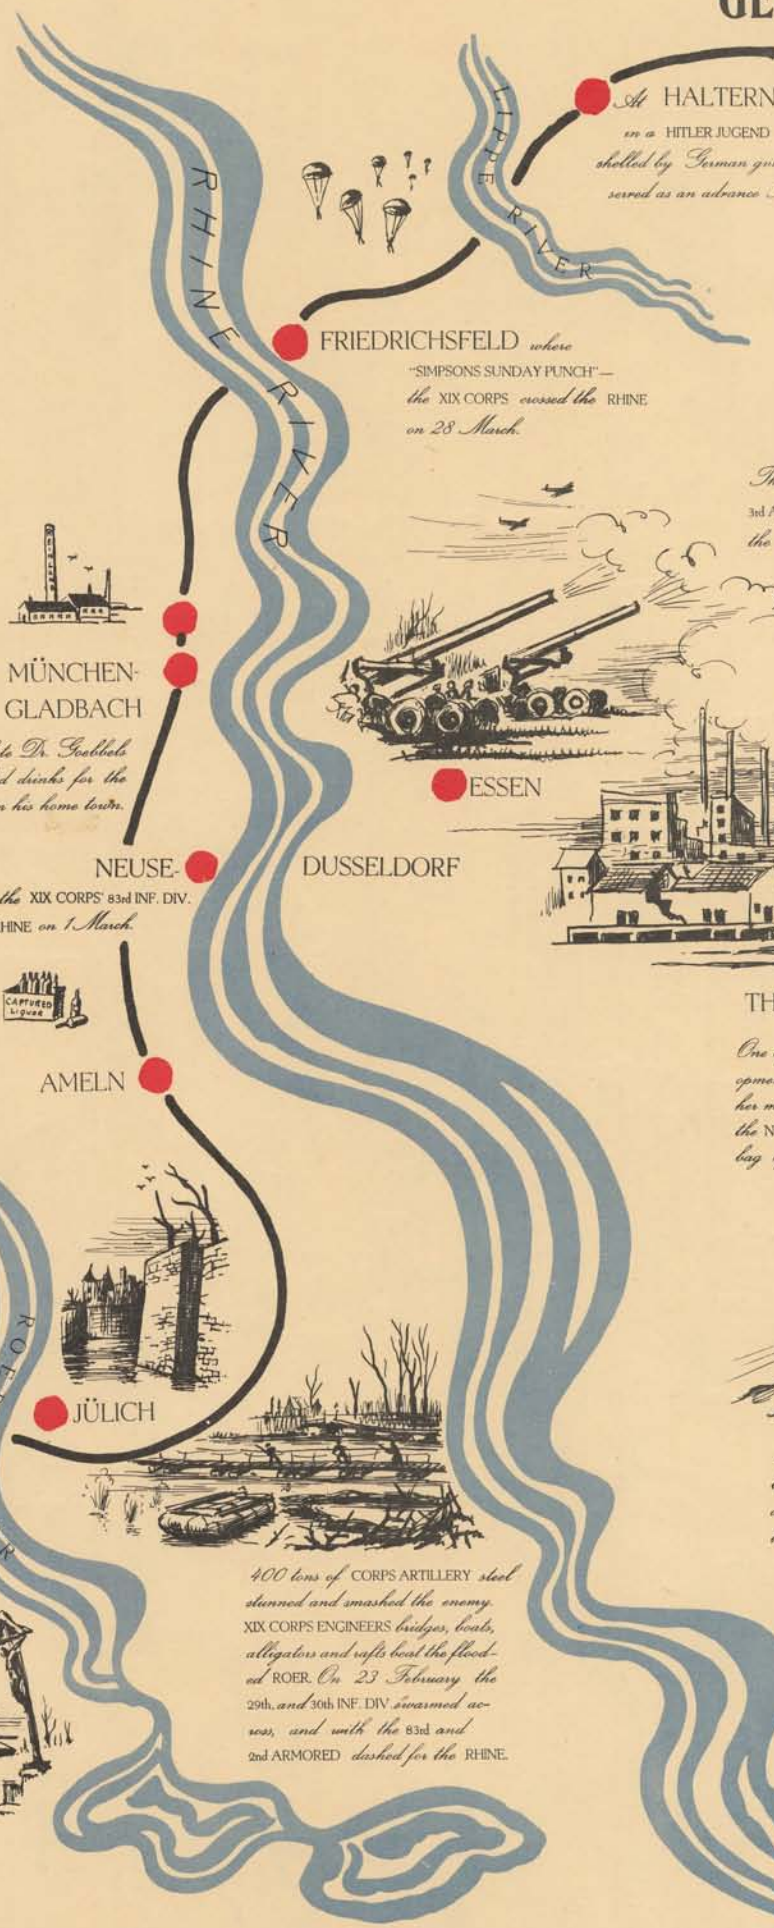 GE
RHINE RIVER
LIPPE RIVER
At HALTERN
in a HITLER JUGEND
shelled by German gu
served as an advance
FRIEDRICHSFELD where
"SIMPSONS SUNDAY PUNCH"—
the XIX CORPS crossed the RHINE
on 28 March.
Th
3rd A
the
RHEINLAND
MÜNCHEN-
GLADBACH
te Dr. Goebbels
d drinks for the
n his home town.
ESSEN
NEUSE-
DUSSELDORF
the XIX CORPS' 83rd INF. DIV.
HINE on 1 March.
CAPTURED
LIQUOR
TH
One
opme
her m
the N
bag
AMELN
ROER
JÜLICH
R
400 tons of CORPS ARTILLERY steel
stunned and smashed the enemy.
XIX CORPS ENGINEERS bridges, boats,
alligators and rafts beat the flood-
ed ROER. On 23 February the
29th, and 30th INF. DIV. swarmed ac-
ross, and with the 83rd and
2nd ARMORED dashed for the RHINE.